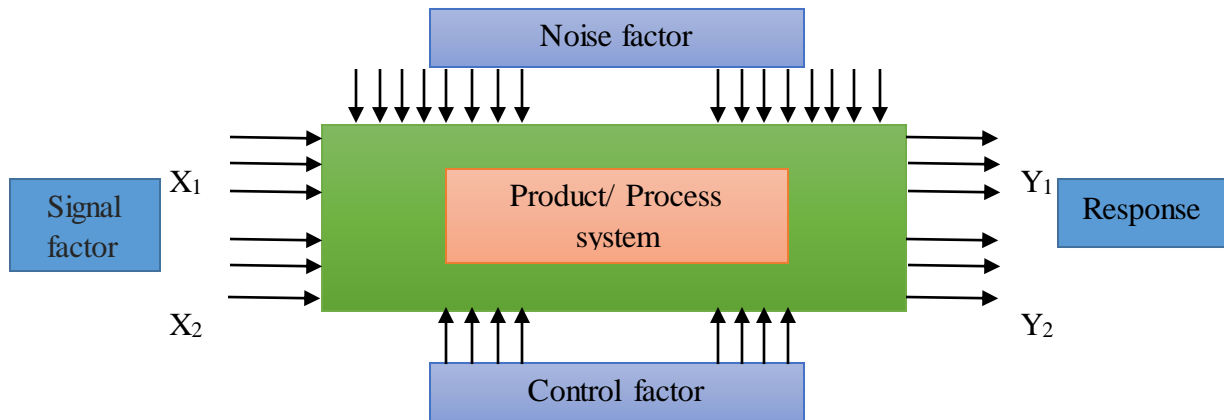 Noise factor
X₁
Signal
factor
Product/ Process
system
Y₁
Response
X₂
Y₂
Control factor